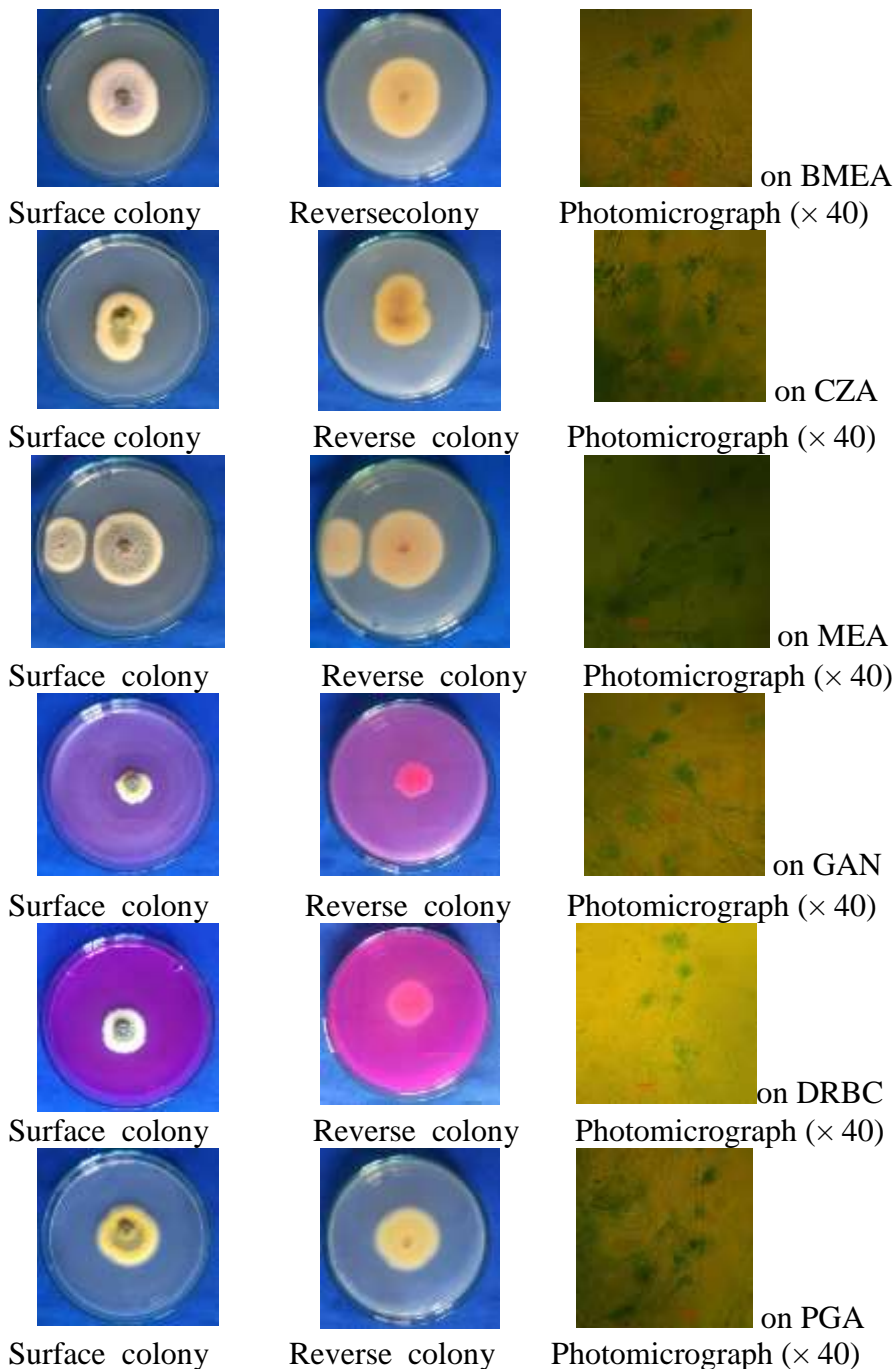 on BMEA
Surface colony Reversecolony Photomicrograph (× 40)
on CZA
Surface colony Reverse colony Photomicrograph (× 40)
on MEA
Surface colony Reverse colony Photomicrograph (× 40)
on GAN
Surface colony Reverse colony Photomicrograph (× 40)
on DRBC
Surface colony Reverse colony Photomicrograph (× 40)
on PGA
Surface colony Reverse colony Photomicrograph (× 40)